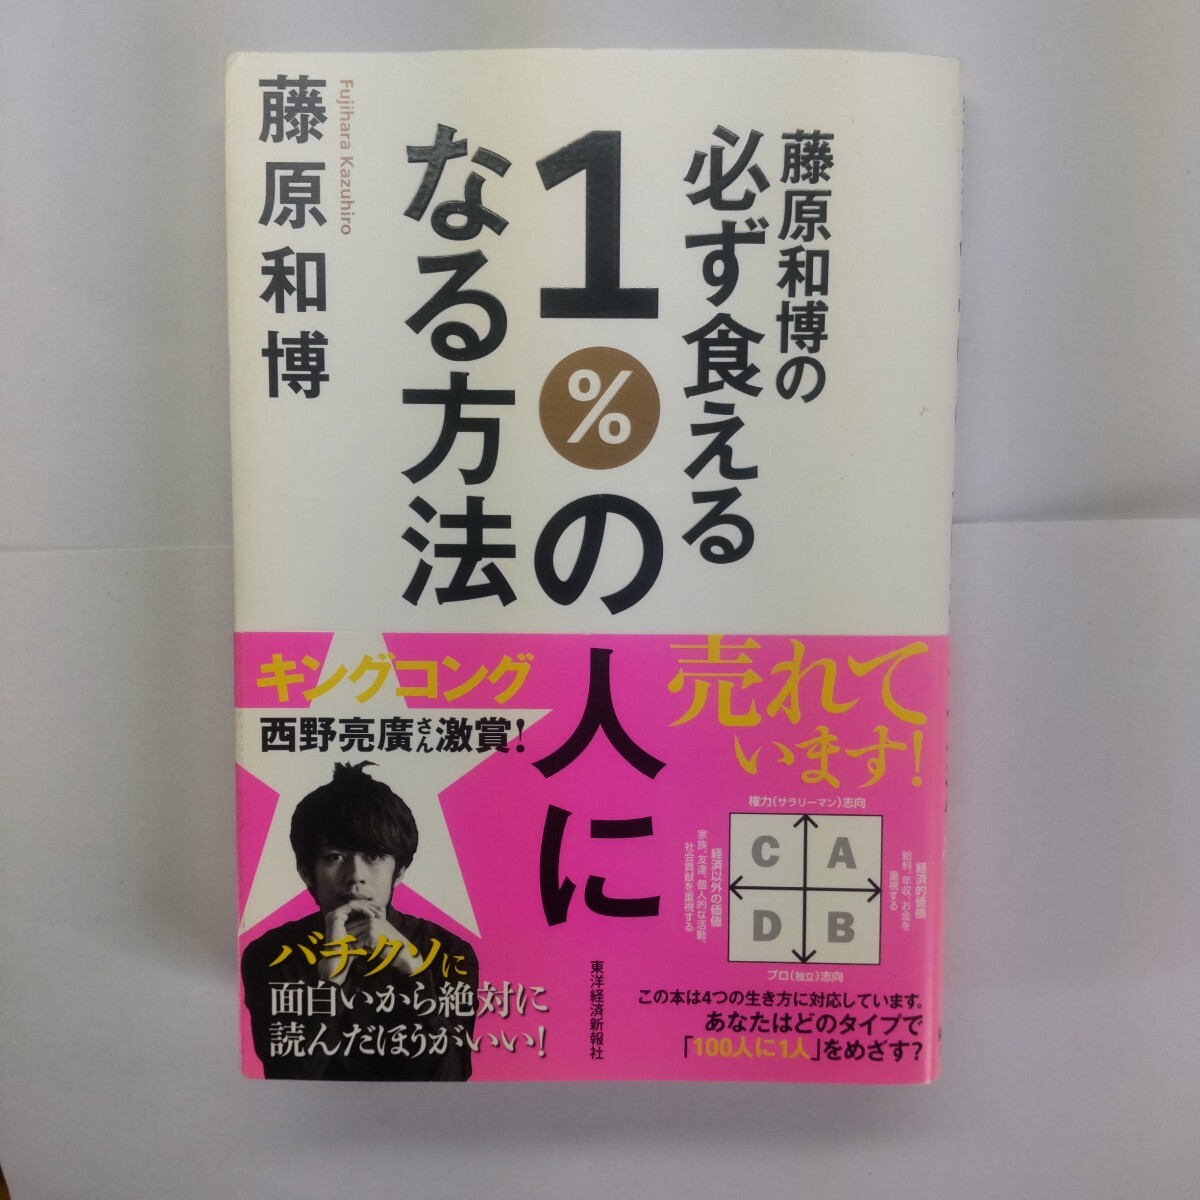 藤原和博の
必ず食える
1%の人に
なる方法
Fujihara Kazuhiro
藤原和博
売れて
います!
キングコング
西野亮廣さん激賞!
バチクソに
面白いから絶対に
読んだほうがいい!
東洋経済新報社
権力(サラリーマン)志向
経済的価値
給料、年収、お金を
重視する
経済以外の価値
家族、友達、個人的な活動、
社会貢献を重視する
C A
D B
プロ(独立)志向
この本は4つの生き方に対応しています。
あなたはどのタイプで
「100人に1人」をめざす?